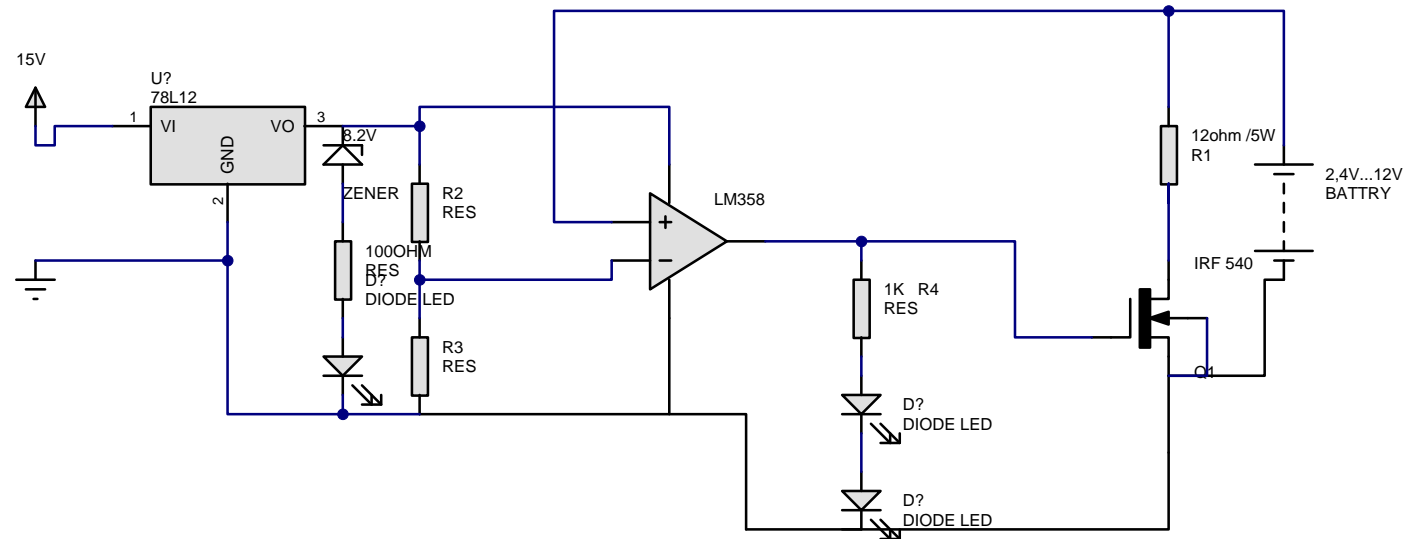 15V
U?
78L12
1
VI
VO
3
GND
2
8.2V
ZENER
100OHM
RES
D?
DIODE LED
R2
RES
R3
RES
LM358
+
−
1K R4
RES
D?
DIODE LED
D?
DIODE LED
12ohm /5W
R1
2,4V...12V
BATTRY
IRF 540
Q1